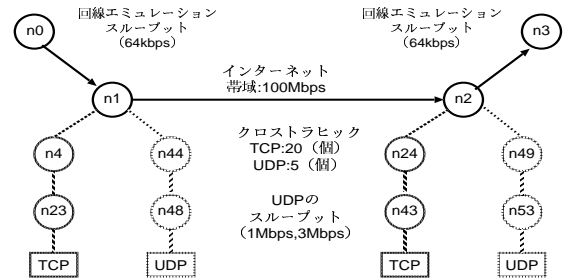 回線エミュレーション
スループット
（64kbps）
回線エミュレーション
スループット
（64kbps）
n0
n3
インターネット
帯域:100Mbps
n1
n2
クロストラヒック
TCP:20（個）
UDP:5（個）
n4
n44
n24
n49
UDPの
スループット
（1Mbps,3Mbps）
n23
n48
n43
n53
TCP
UDP
TCP
UDP